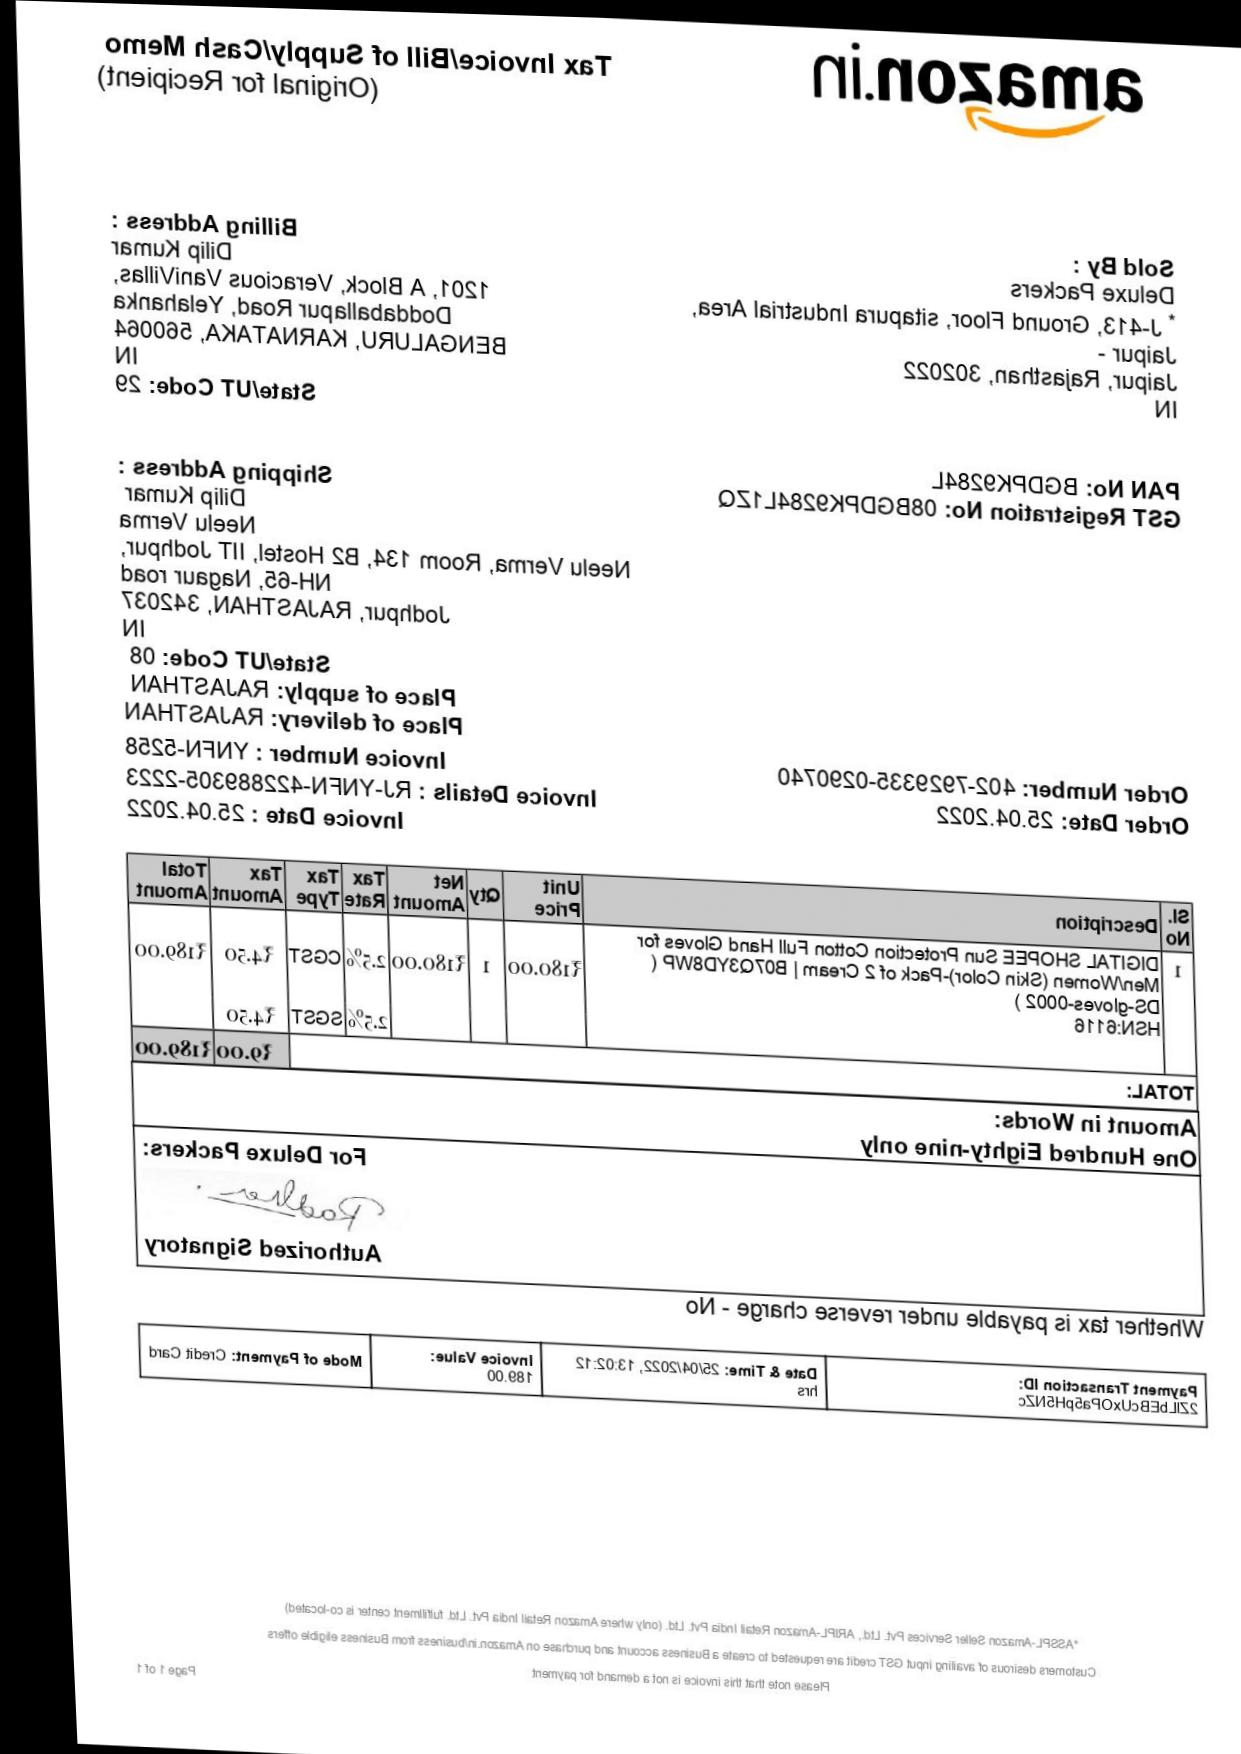 amazon.in
Tax Invoice/Bill of Supply/Cash Memo
(Original for Recipient)
Sold By :
Deluxe Packers
* J-413, Ground Floor, sitapura Industrial Area,
Jaipur -
Jaipur, Rajasthan, 302022
IN
Billing Address :
Dilip Kumar
1201, A Block, Veracious VaniVillas,
Doddaballapur Road, Yelahanka
BENGALURU, KARNATAKA, 560064
IN
State/UT Code: 29
PAN No: BGDPK9284L
GST Registration No: 08BGDPK9284L1ZQ
Shipping Address :
Dilip Kumar
Neelu Verma
Neelu Verma, Room 134, B2 Hostel, IIT Jodhpur,
NH-65, Nagaur road
Jodhpur, RAJASTHAN, 342037
IN
State/UT Code: 08
Place of supply: RAJASTHAN
Place of delivery: RAJASTHAN
Order Number: 402-7929335-0290740
Order Date: 25.04.2022
Invoice Number : YNFN-5258
Invoice Details : RJ-YNFN-422889305-2223
Invoice Date : 25.04.2022
Sl. No Description Unit Price Qty Net Amount Tax Rate Tax Type Tax Amount Total Amount
1 DIGITAL SHOPEE Sun Protection Cotton Full Hand Gloves for ₹180.00 1 ₹180.00 2.5% CGST ₹4.50 ₹189.00
Men/Women (Skin Color)-Pack of 2 Cream | B07Q3YD8WP (
DS-gloves-0002 )
HSN:6116 2.5% SGST ₹4.50
TOTAL: ₹9.00 ₹189.00
Amount in Words:
One Hundred Eighty-nine only
For Deluxe Packers:
Authorized Signatory
Whether tax is payable under reverse charge - No
Payment Transaction ID:
2ZlLbEBcUxOPa5pH5NZc
Date & Time: 25/04/2022, 13:02:12
hrs
Invoice Value:
189.00
Mode of Payment: Credit Card
*ASSPL-Amazon Seller Services Pvt. Ltd., ARIPL-Amazon Retail India Pvt. Ltd. (only where Amazon Retail India Pvt. Ltd. fulfillment center is co-located)
Customers desirous of availing input GST credit are requested to create a Business account and purchase on Amazon.in/business from Business eligible offers
Please note that this invoice is not a demand for payment
Page 1 of 1